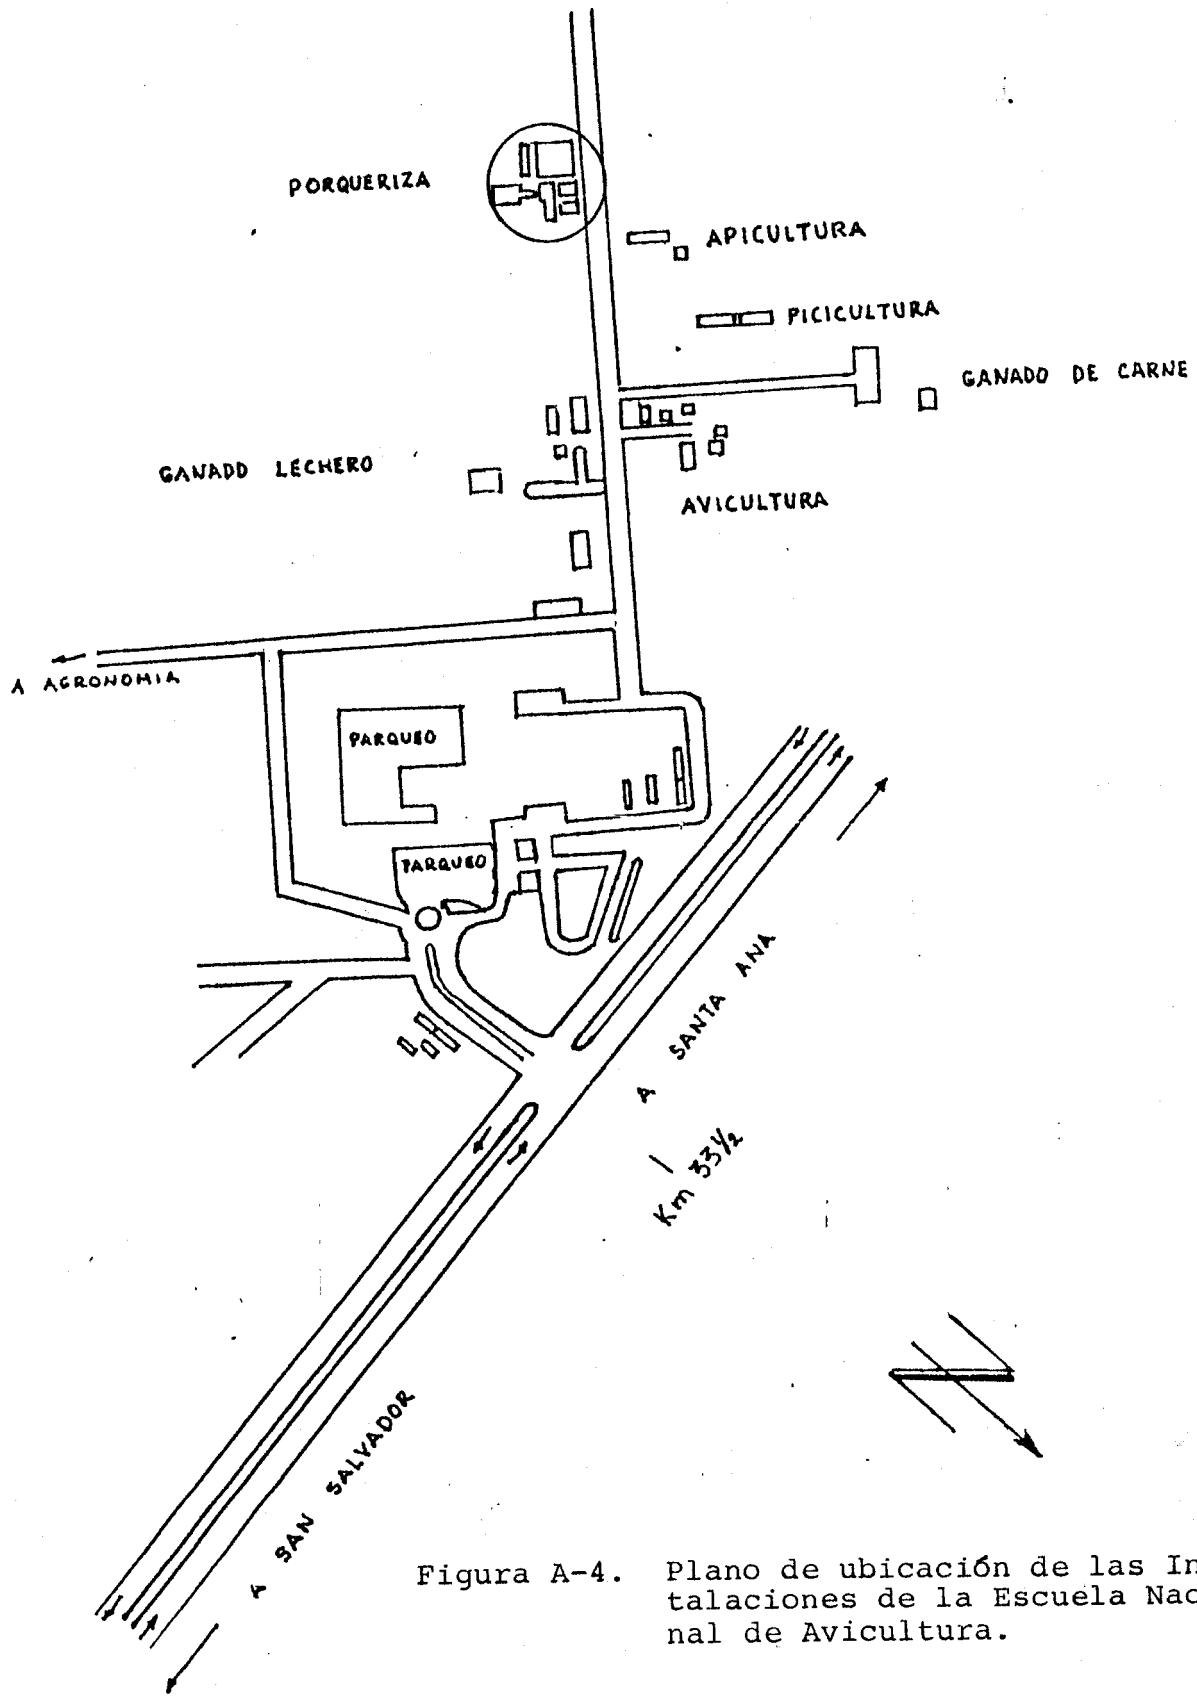 PORQUERIZA
APICULTURA
PICICULTURA
GANADO DE CARNE
GANADO LECHERO
AVICULTURA
A AGRONOMIA
PARQUEO
PARQUEO
A SANTA ANA
Km 33½
A SAN SALVADOR
Figura A-4. Plano de ubicación de las In
talaciones de la Escuela Nac
nal de Avicultura.